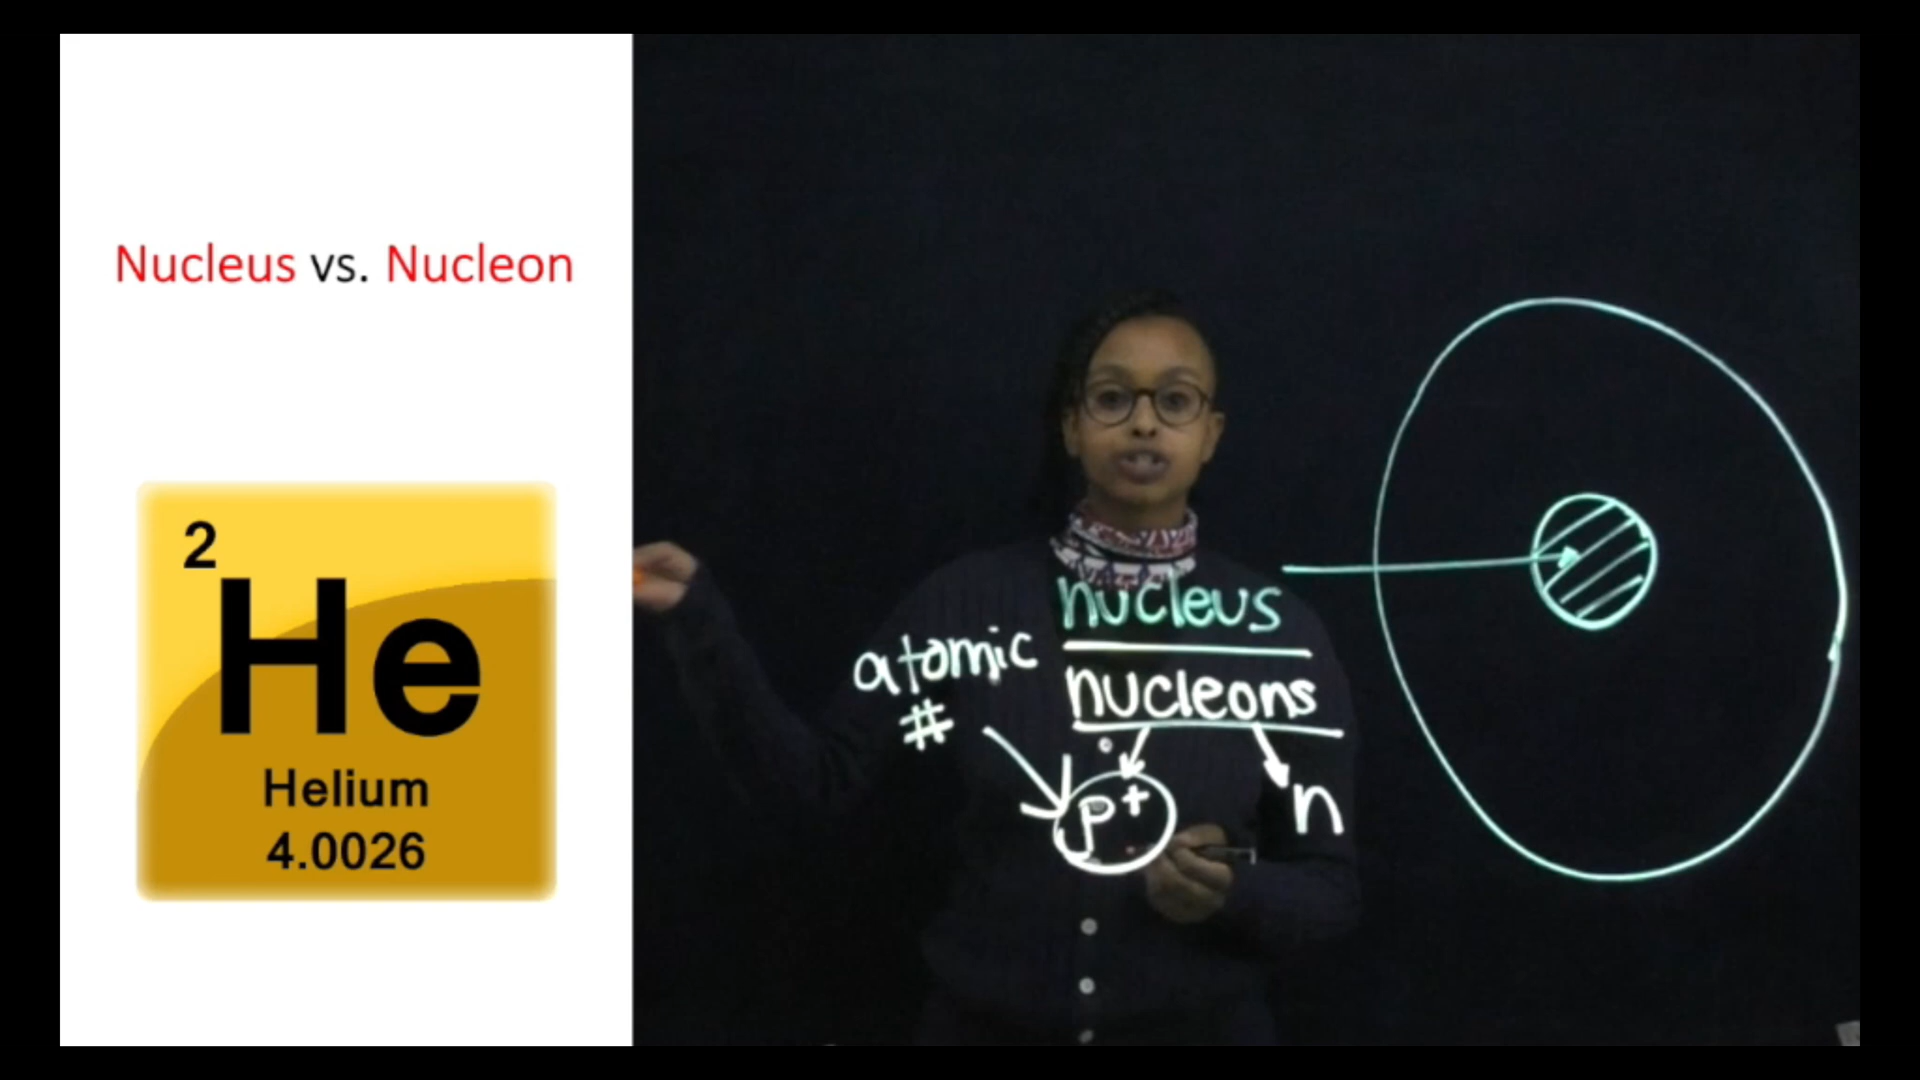 Nucleus vs. Nucleon
2
He
Helium
4.0026
nucleus
atomic
#
nucleons
p+
n